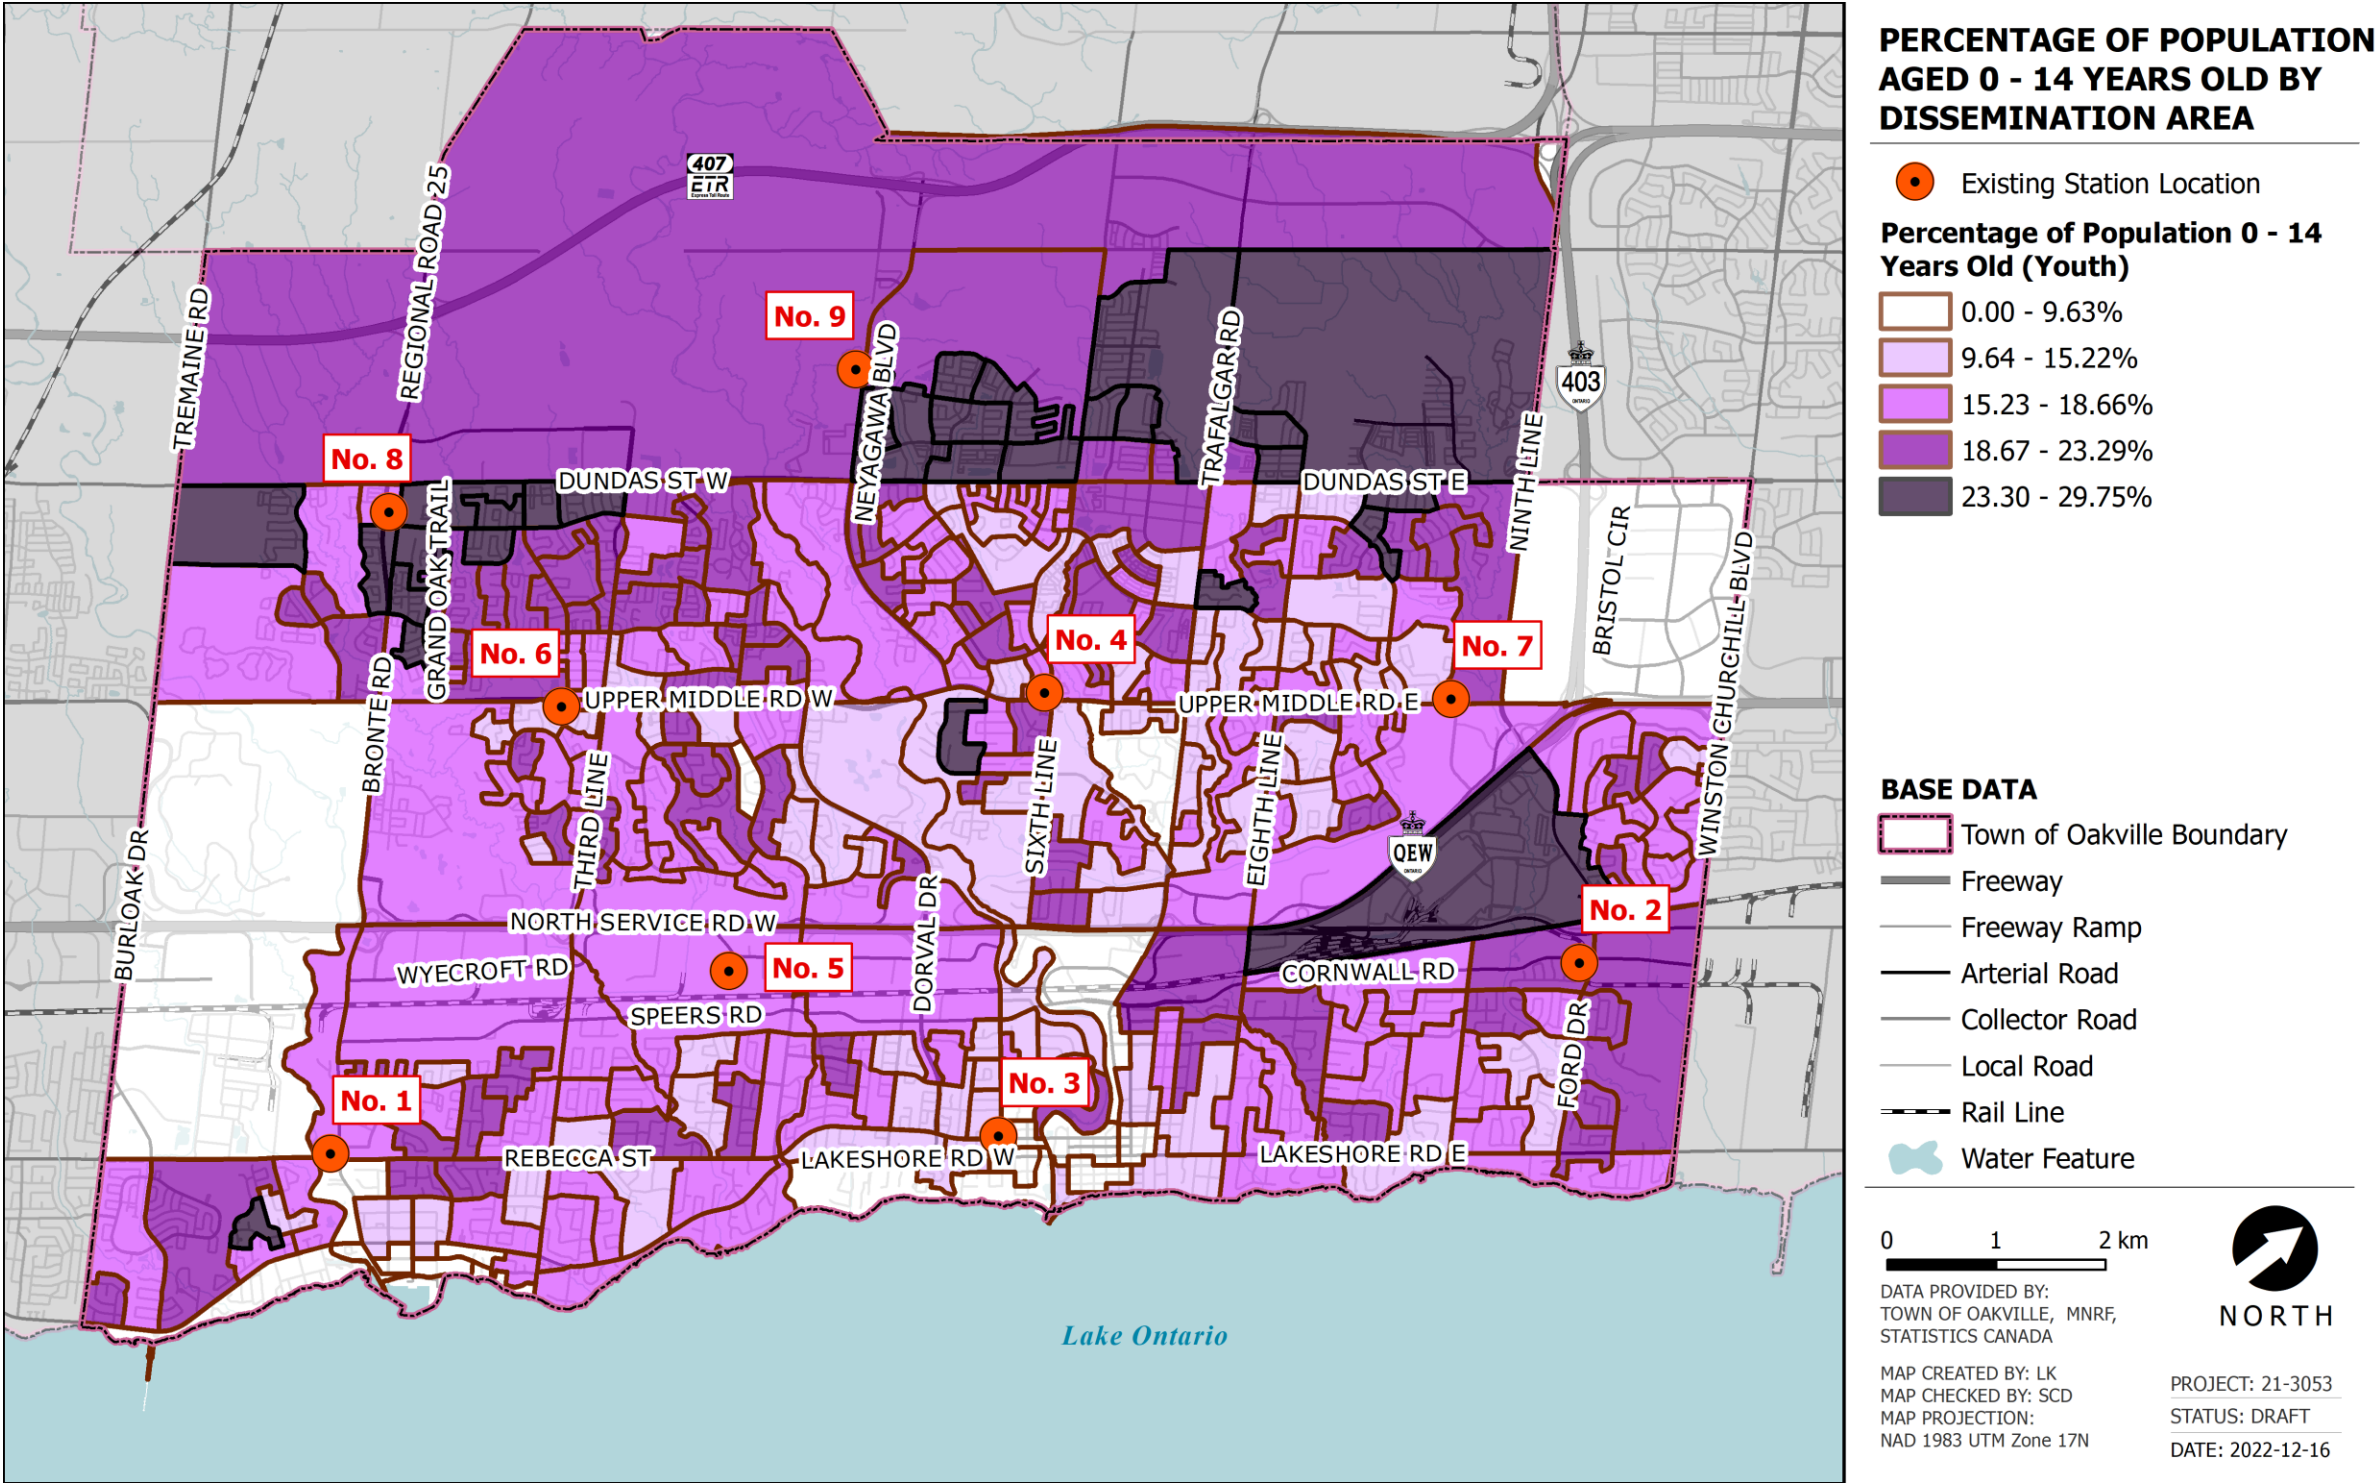 PERCENTAGE OF POPULATION
AGED 0 - 14 YEARS OLD BY
DISSEMINATION AREA
Existing Station Location
Percentage of Population 0 - 14
Years Old (Youth)
0.00 - 9.63%
9.64 - 15.22%
15.23 - 18.66%
18.67 - 23.29%
23.30 - 29.75%
BASE DATA
Town of Oakville Boundary
Freeway
Freeway Ramp
Arterial Road
Collector Road
Local Road
Rail Line
Water Feature
0 1 2 km
DATA PROVIDED BY:
TOWN OF OAKVILLE, MNRF,
STATISTICS CANADA
MAP CREATED BY: LK
MAP CHECKED BY: SCD
MAP PROJECTION:
NAD 1983 UTM Zone 17N
NORTH
PROJECT: 21-3053
STATUS: DRAFT
DATE: 2022-12-16
407
ETR
Express Toll Route
REGIONAL ROAD 25
TREMAINE RD
No. 9
NEYAGAWA BLVD
TRAFALGAR RD
403
ONTARIO
NINTH LINE
No. 8
DUNDAS ST W
DUNDAS ST E
GRAND OAK TRAIL
BRISTOL CIR
WINSTON CHURCHILL BLVD
No. 6
No. 4
No. 7
BRONTE RD
UPPER MIDDLE RD W
UPPER MIDDLE RD E
THIRD LINE
SIXTH LINE
EIGHTH LINE
QEW
ONTARIO
BURLOAK DR
DORVAL DR
NORTH SERVICE RD W
No. 2
WYECROFT RD
No. 5
CORNWALL RD
SPEERS RD
FORD DR
No. 1
No. 3
REBECCA ST
LAKESHORE RD W
LAKESHORE RD E
Lake Ontario